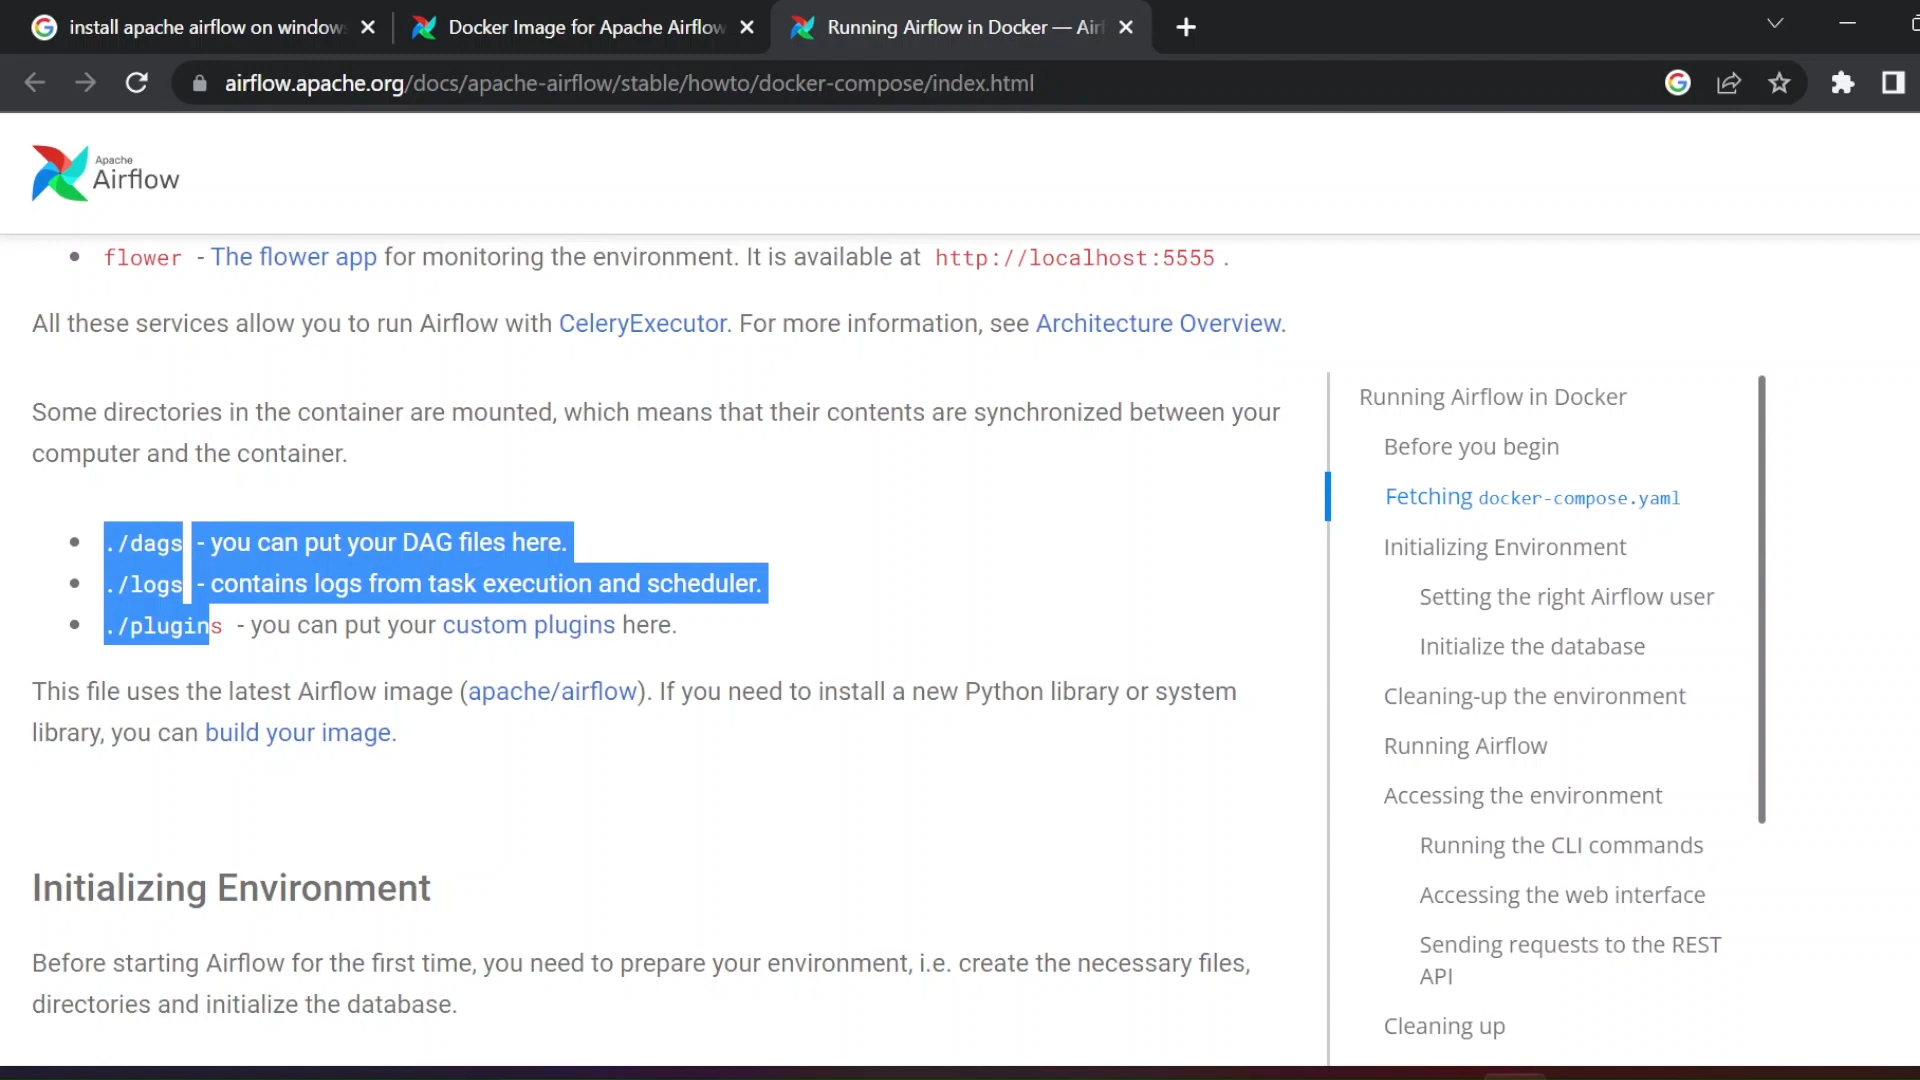 install apache airflow on window
Docker Image for Apache Airflow
Running Airflow in Docker — Air
airflow.apache.org/docs/apache-airflow/stable/howto/docker-compose/index.html
Apache
Airflow
flower - The flower app for monitoring the environment. It is available at http://localhost:5555 .
All these services allow you to run Airflow with CeleryExecutor. For more information, see Architecture Overview.
Some directories in the container are mounted, which means that their contents are synchronized between your
computer and the container.
./dags - you can put your DAG files here.
./logs - contains logs from task execution and scheduler.
./plugins - you can put your custom plugins here.
This file uses the latest Airflow image (apache/airflow). If you need to install a new Python library or system
library, you can build your image.
Initializing Environment
Before starting Airflow for the first time, you need to prepare your environment, i.e. create the necessary files,
directories and initialize the database.
Running Airflow in Docker
Before you begin
Fetching docker-compose.yaml
Initializing Environment
Setting the right Airflow user
Initialize the database
Cleaning-up the environment
Running Airflow
Accessing the environment
Running the CLI commands
Accessing the web interface
Sending requests to the REST
API
Cleaning up